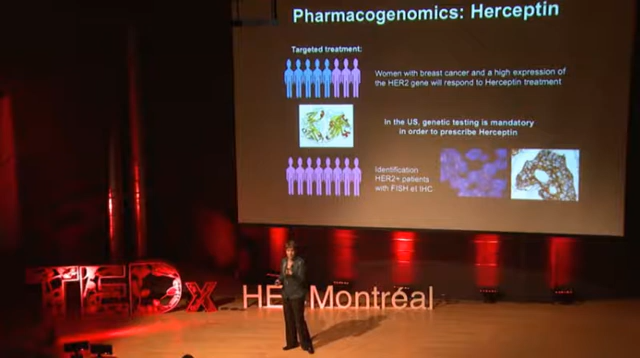 Pharmacogenomics: Herceptin
Targeted treatment:
Women with breast cancer and a high expression of
the HER2 gene will respond to Herceptin treatment
In the US, genetic testing is mandatory
in order to prescribe Herceptin
Identification
HER2+ patients
with FISH et IHC
TEDx
HE Montréal